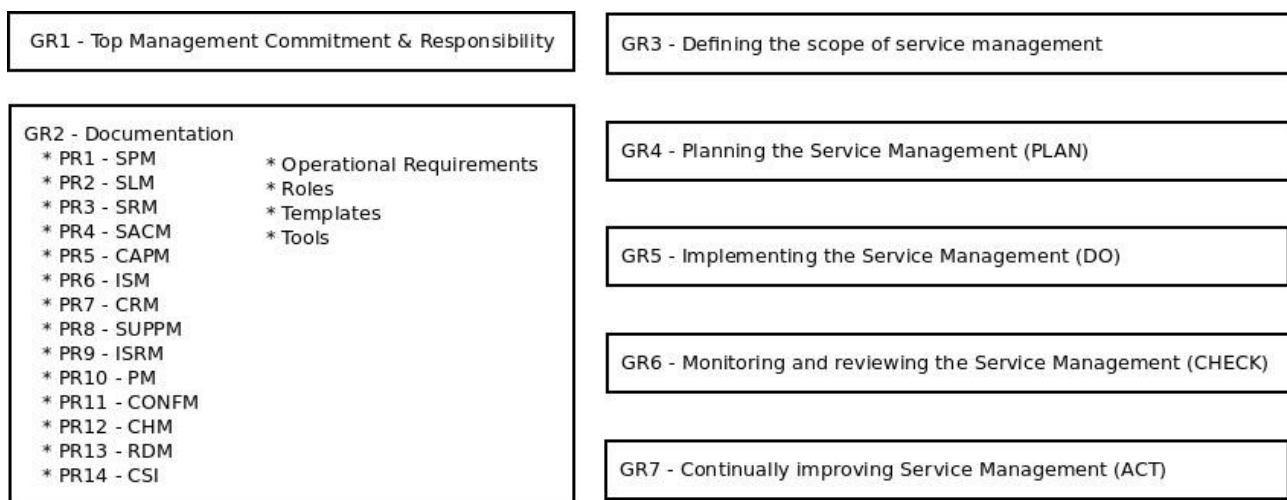 GR1 - Top Management Commitment & Responsibility
GR2 - Documentation
* PR1 - SPM
* PR2 - SLM
* PR3 - SRM
* PR4 - SACM
* PR5 - CAPM
* PR6 - ISM
* PR7 - CRM
* PR8 - SUPPM
* PR9 - ISRM
* PR10 - PM
* PR11 - CONFM
* PR12 - CHM
* PR13 - RDM
* PR14 - CSI
* Operational Requirements
* Roles
* Templates
* Tools
GR3 - Defining the scope of service management
GR4 - Planning the Service Management (PLAN)
GR5 - Implementing the Service Management (DO)
GR6 - Monitoring and reviewing the Service Management (CHECK)
GR7 - Continually improving Service Management (ACT)